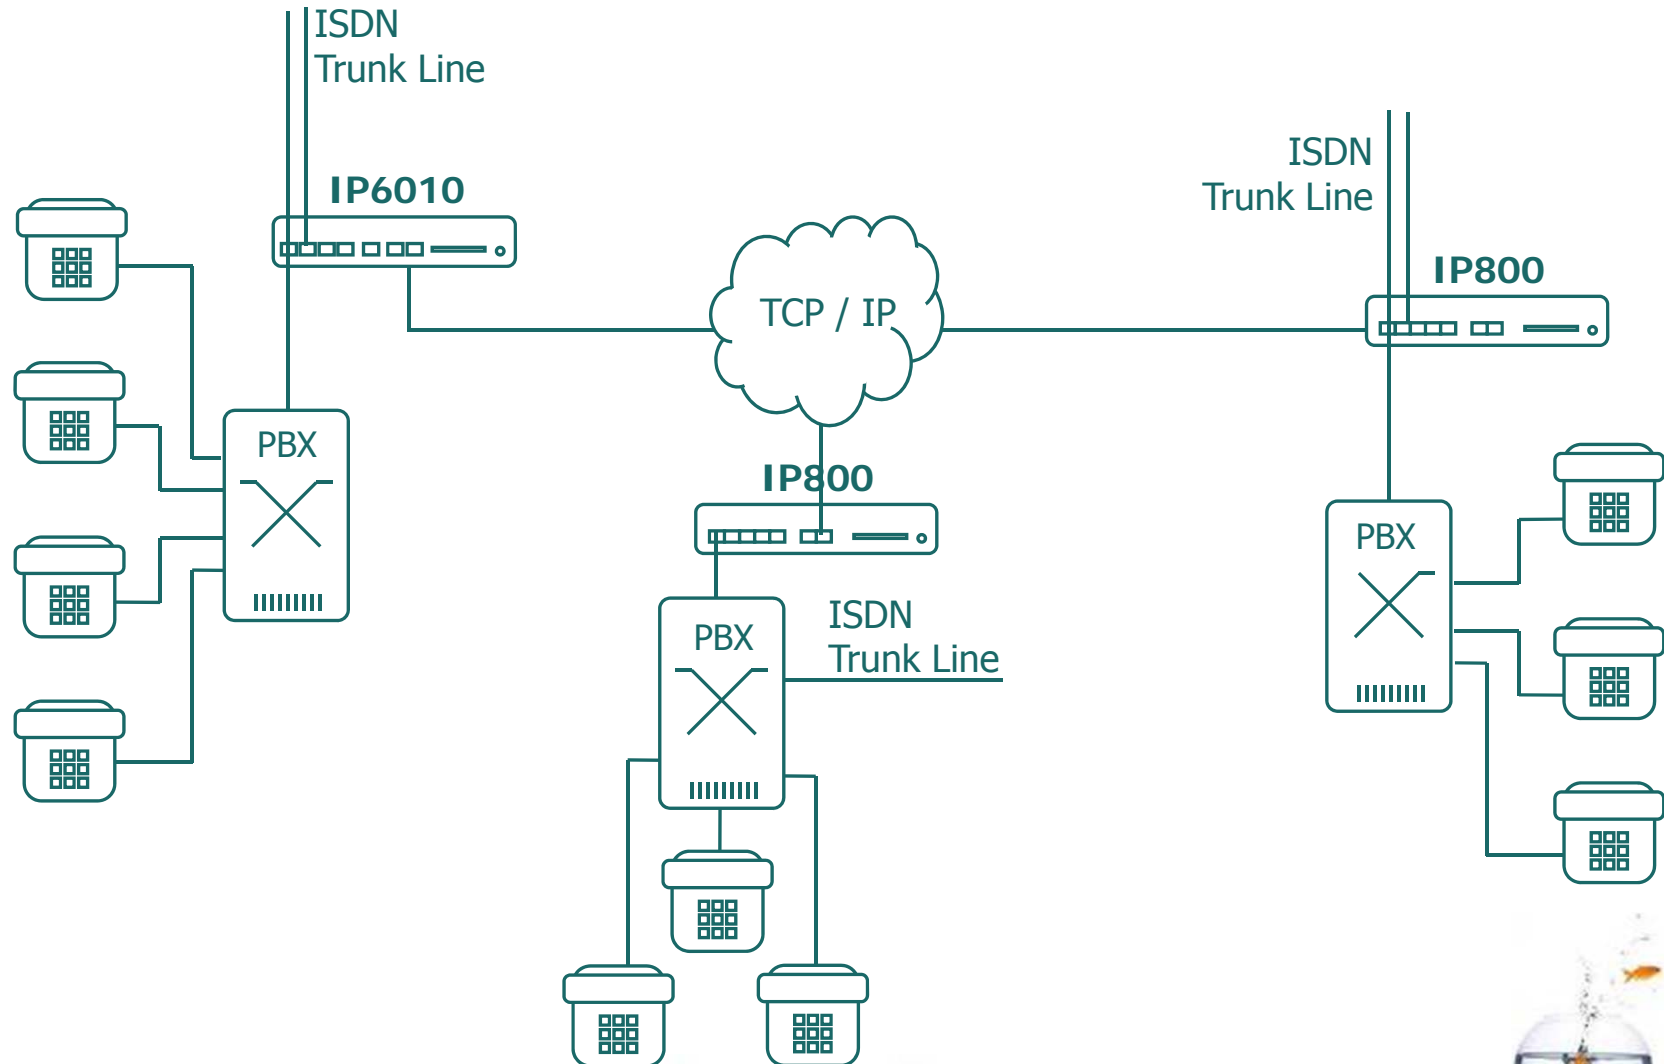 ISDN
Trunk Line
IP6010
ISDN
Trunk Line
IP800
TCP / IP
PBX
IP800
PBX
PBX
ISDN
Trunk Line